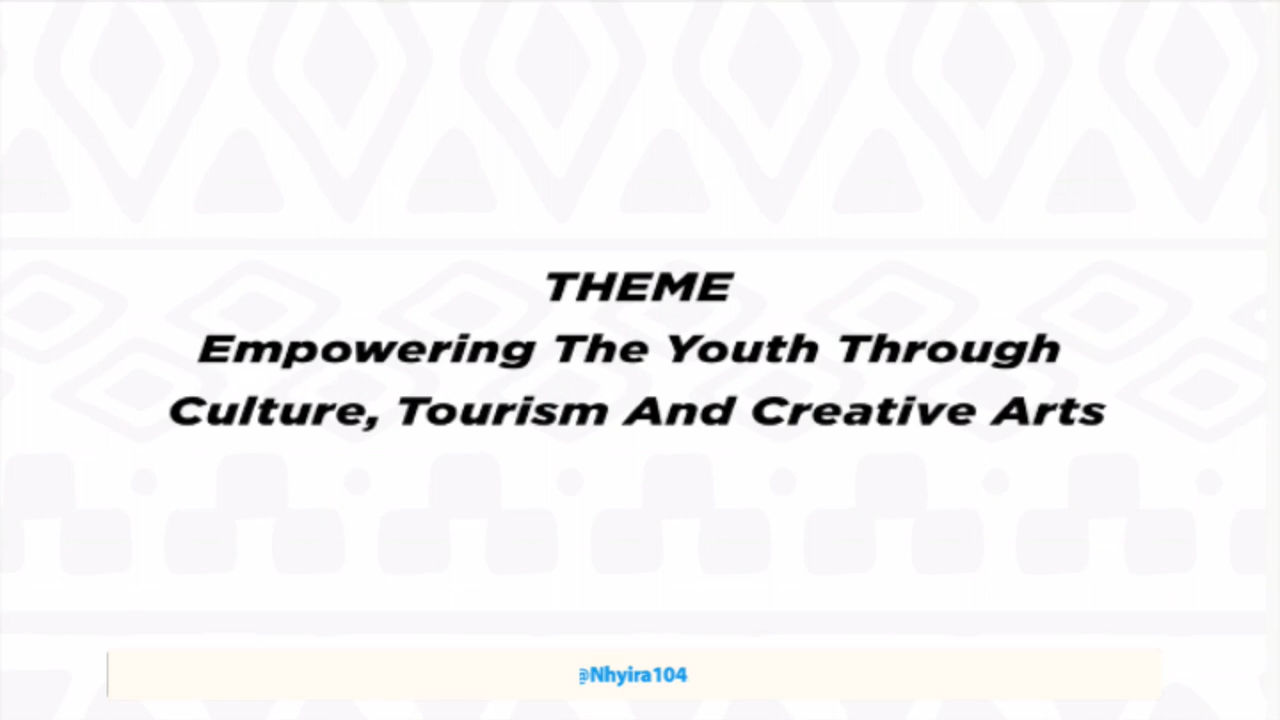 THEME
Empowering The Youth Through
Culture, Tourism And Creative Arts
@Nhyira104